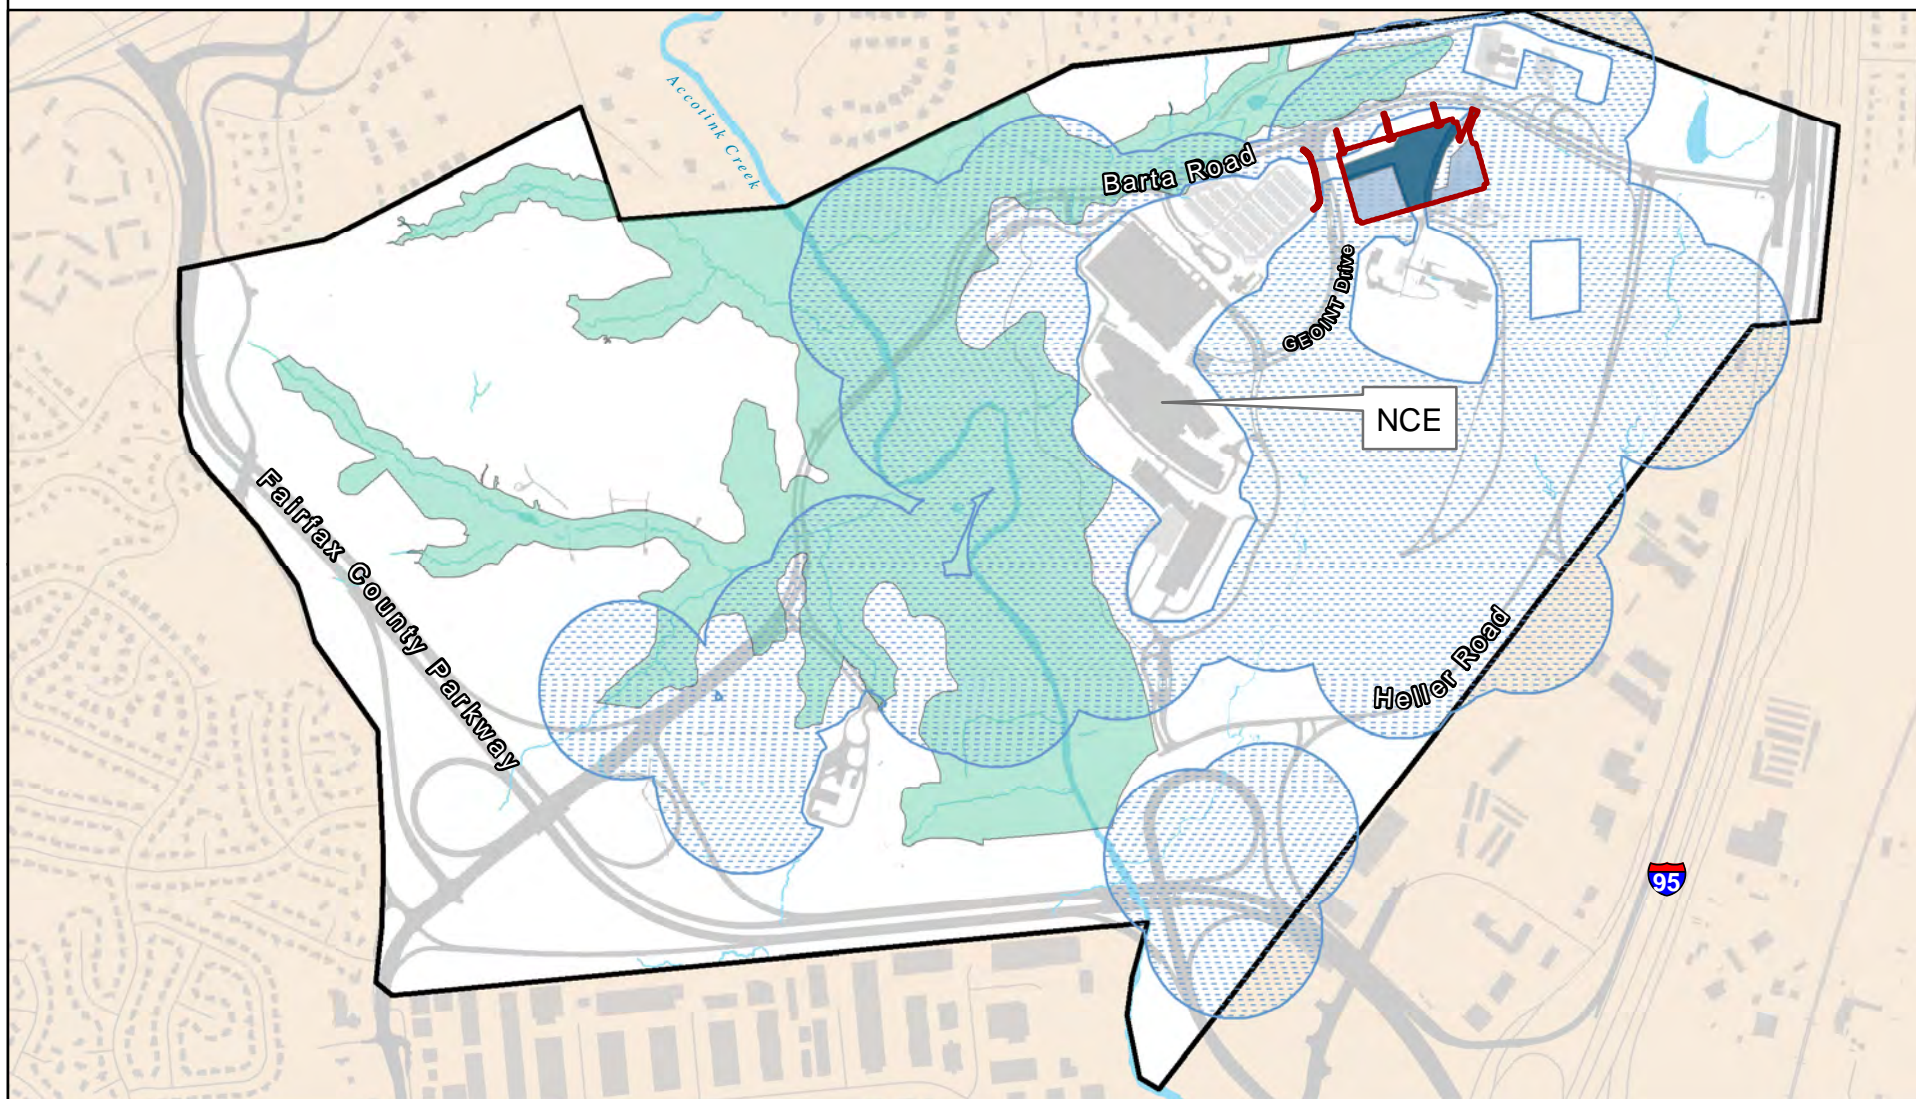 Accotink Creek
Barta Road
GEOINT Drive
NCE
Fairfax County Parkway
Heller Road
95